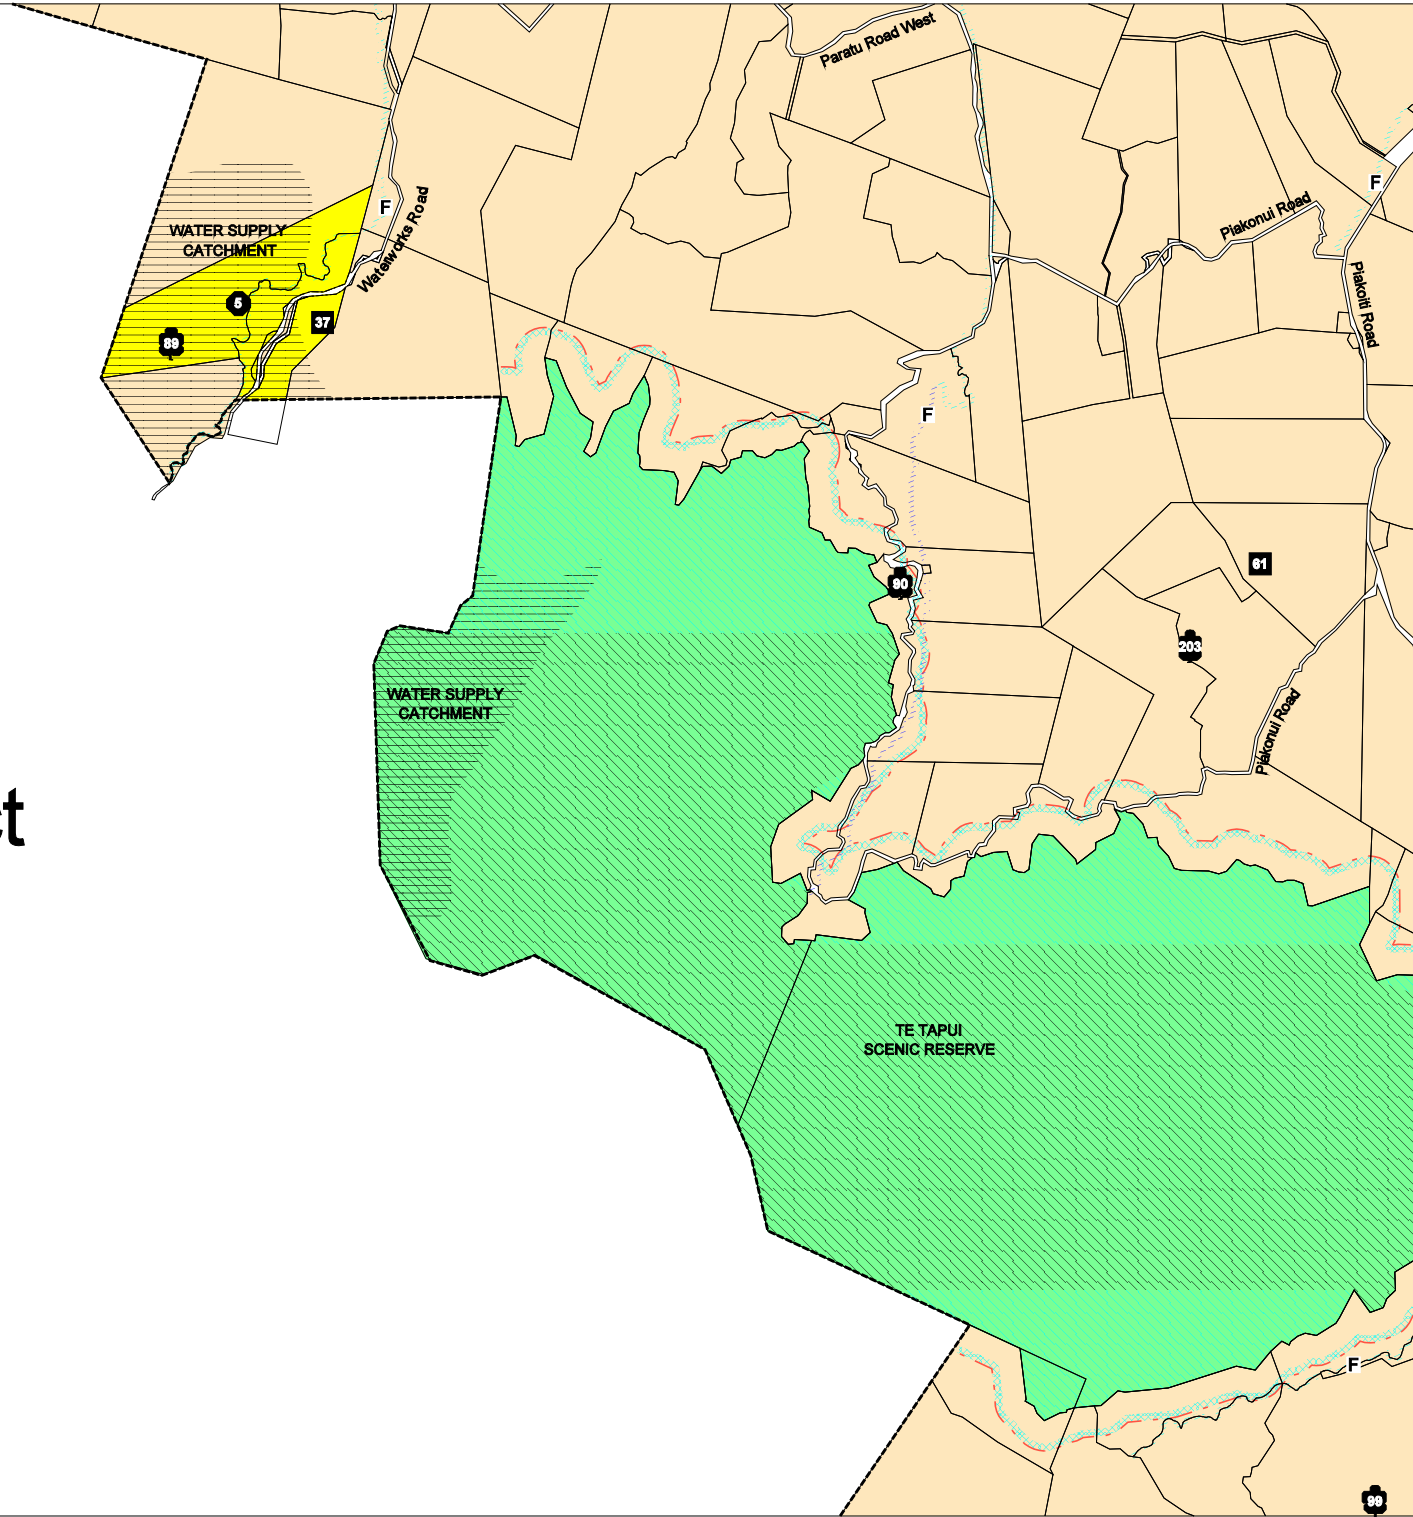 Paratu Road West
F
F
Waterworks Road
Piakonui Road
WATER SUPPLY
CATCHMENT
Piakoiti Road
5
37
89
F
61
90
203
WATER SUPPLY
CATCHMENT
Piakonui Road
ct
TE TAPUI
SCENIC RESERVE
F
99